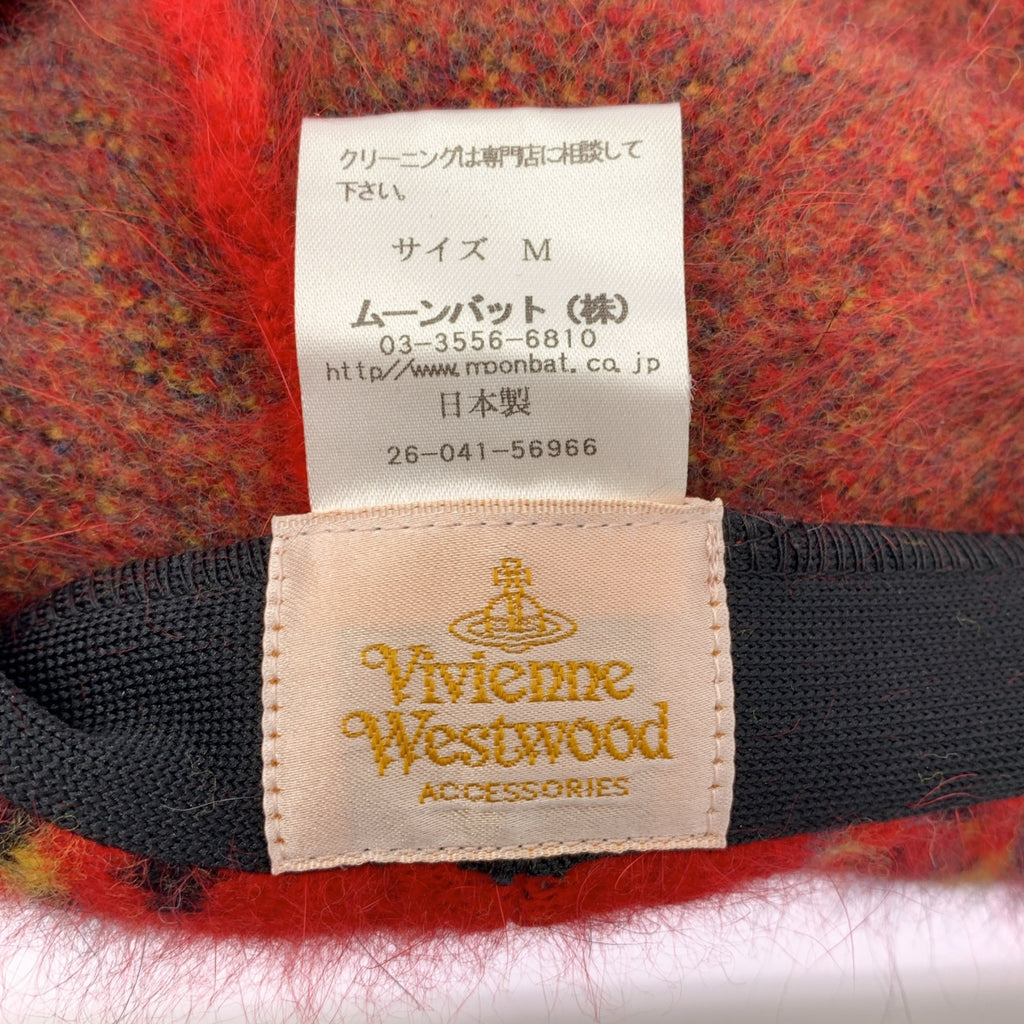 クリーニングは専門店に相談して
下さい。
サイズ M
ムーンバット(株)
03-3556-6810
http//www.moonbat.co.jp
日本製
26-041-56966
Vivienne
Westwood
ACCESSORIES